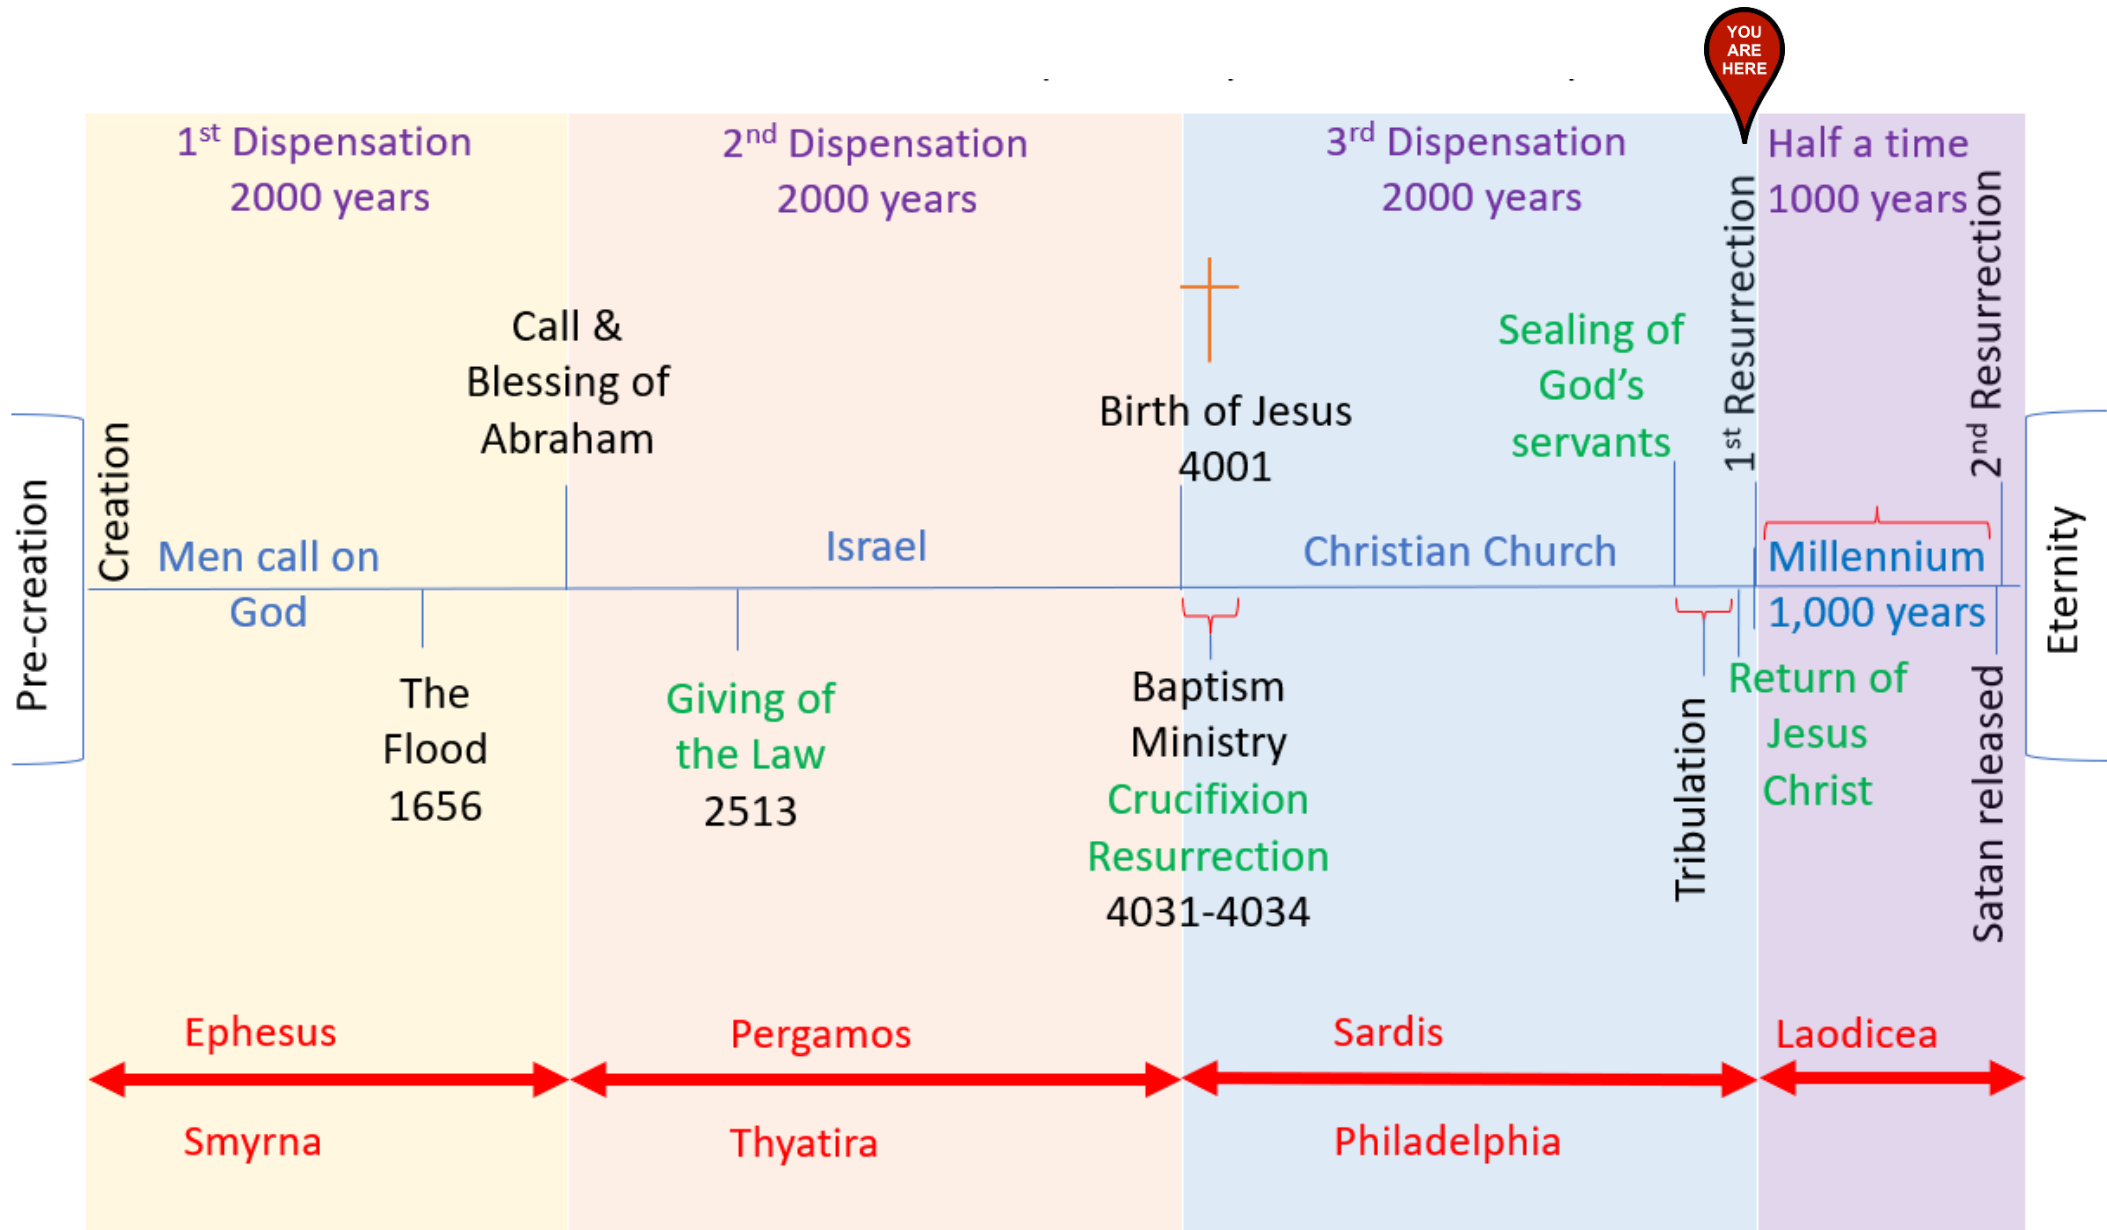 YOU
ARE
HERE
1st Dispensation
2000 years
2nd Dispensation
2000 years
3rd Dispensation
2000 years
Half a time
1000 years
Pre-creation
Creation
Men call on
God
Call &
Blessing of
Abraham
The
Flood
1656
Israel
Giving of
the Law
2513
Birth of Jesus
4001
Baptism
Ministry
Crucifixion
Resurrection
4031-4034
Christian Church
Sealing of
God’s
servants
Tribulation
1st Resurrection
Return of
Jesus
Christ
Millennium
1,000 years
2nd Resurrection
Satan released
Eternity
Ephesus
Smyrna
Pergamos
Thyatira
Sardis
Philadelphia
Laodicea